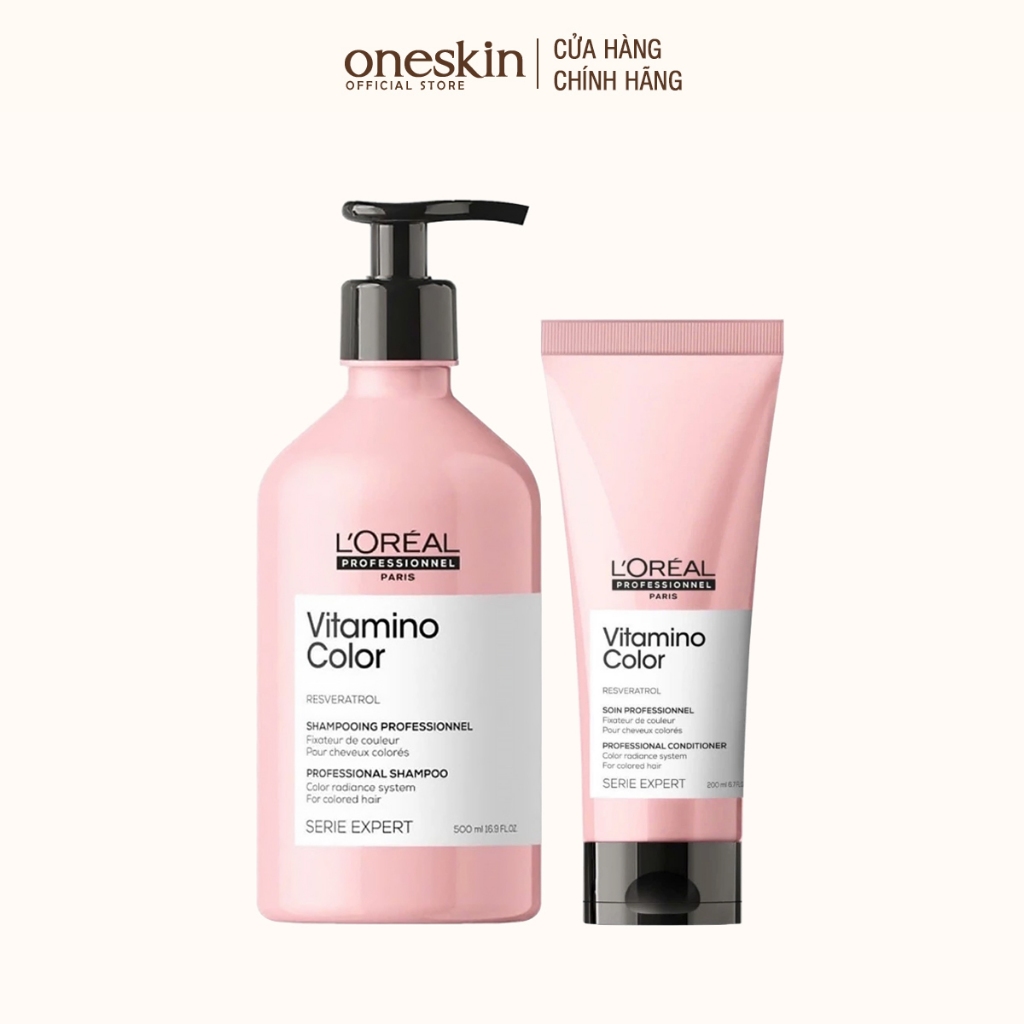 oneskin
OFFICIAL STORE
CỬA HÀNG
CHÍNH HÃNG
L'ORÉAL
PROFESSIONNEL
PARIS
Vitamino
Color
RESVERATROL
SHAMPOOING PROFESSIONNEL
Fixateur de couleur
Pour cheveux colorés
PROFESSIONAL SHAMPOO
Color radiance system
For colored hair
SERIE EXPERT 500 ml 16.9 FL.OZ.
L'ORÉAL
PROFESSIONNEL
PARIS
Vitamino
Color
RESVERATROL
SOIN PROFESSIONNEL
Fixateur de couleur
Pour cheveux colorés
PROFESSIONAL CONDITIONER
Color radiance system
For colored hair
SERIE EXPERT 200 ml